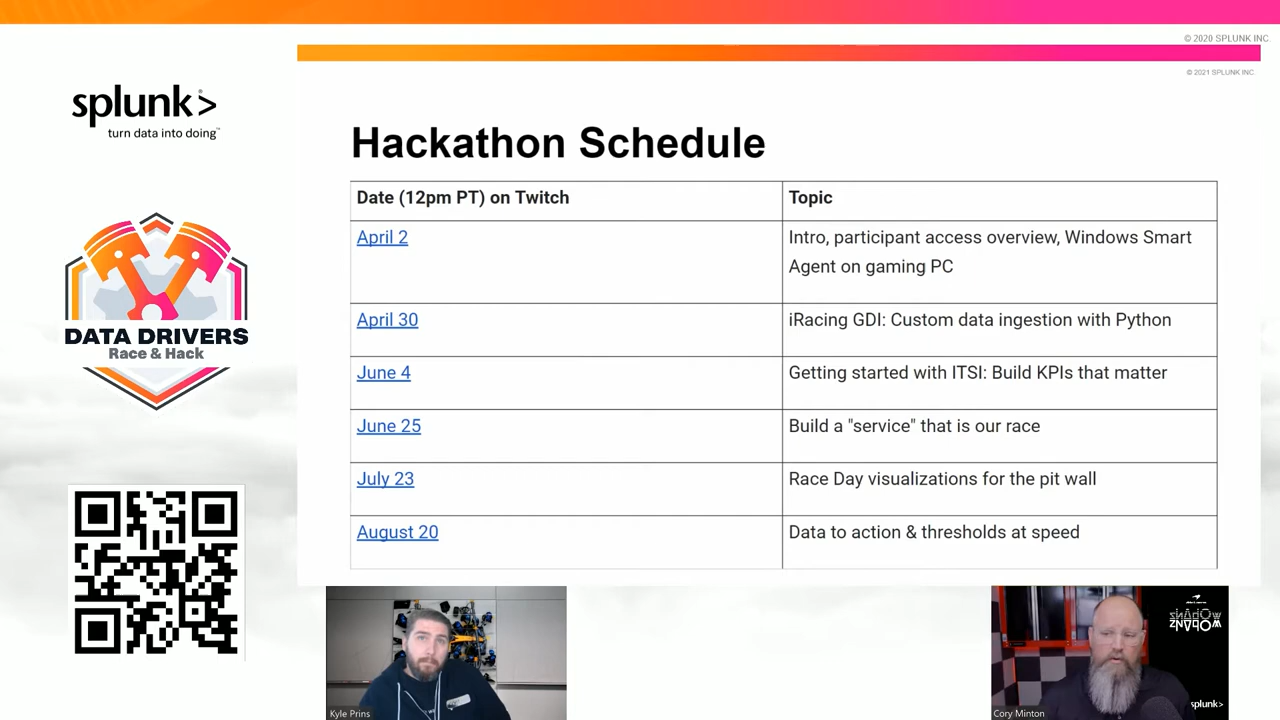 © 2020 SPLUNK INC.
© 2021 SPLUNK INC.
splunk>
turn data into doing™
DATA DRIVERS
Race & Hack
Hackathon Schedule
Date (12pm PT) on Twitch
Topic
April 2
Intro, participant access overview, Windows Smart
Agent on gaming PC
April 30
iRacing GDI: Custom data ingestion with Python
June 4
Getting started with ITSI: Build KPIs that matter
June 25
Build a "service" that is our race
July 23
Race Day visualizations for the pit wall
August 20
Data to action & thresholds at speed
Kyle Prins
Cory Minton
splunk>